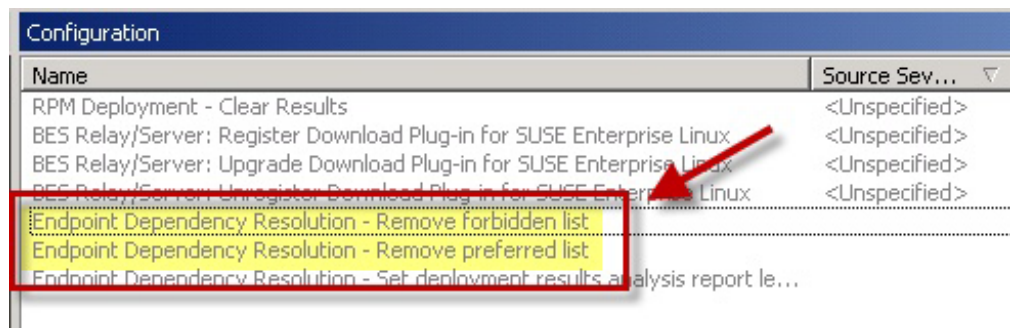 Configuration
Name Source Sev...
RPM Deployment - Clear Results <Unspecified>
BES Relay/Server: Register Download Plug-in for SUSE Enterprise Linux <Unspecified>
BES Relay/Server: Upgrade Download Plug-in for SUSE Enterprise Linux <Unspecified>
BES Relay/Server: Unregister Download Plug-in for SUSE Enterprise Linux <Unspecified>
Endpoint Dependency Resolution - Remove forbidden list
Endpoint Dependency Resolution - Remove preferred list
Endpoint Dependency Resolution - Set deployment results analysis report le...